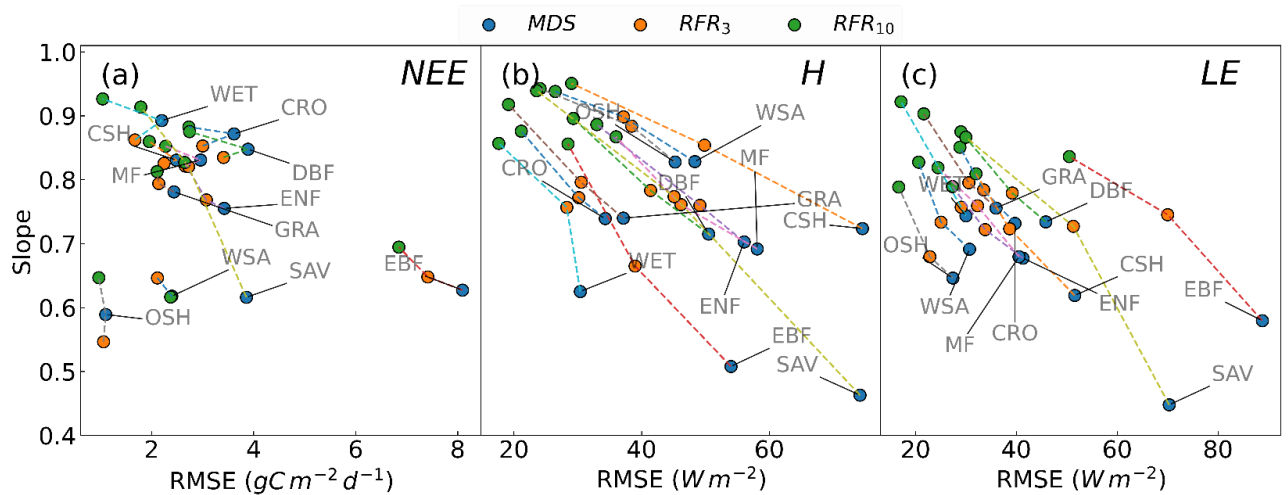 MDS RFR₃ RFR₁₀
(a) NEE
(b) H
(c) LE
Slope
1.0
0.9
0.8
0.7
0.6
0.5
0.4
WET
CRO
CSH
MF
DBF
ENF
GRA
WSA
SAV
OSH
EBF
OSH
WSA
MF
CRO
DBF
GRA
CSH
WET
ENF
EBF
SAV
WET
GRA
DBF
OSH
WSA
CSH
ENF
EBF
MF
CRO
SAV
2 4 6 8
20 40 60
20 40 60 80
RMSE (gC m⁻² d⁻¹)
RMSE (W m⁻²)
RMSE (W m⁻²)